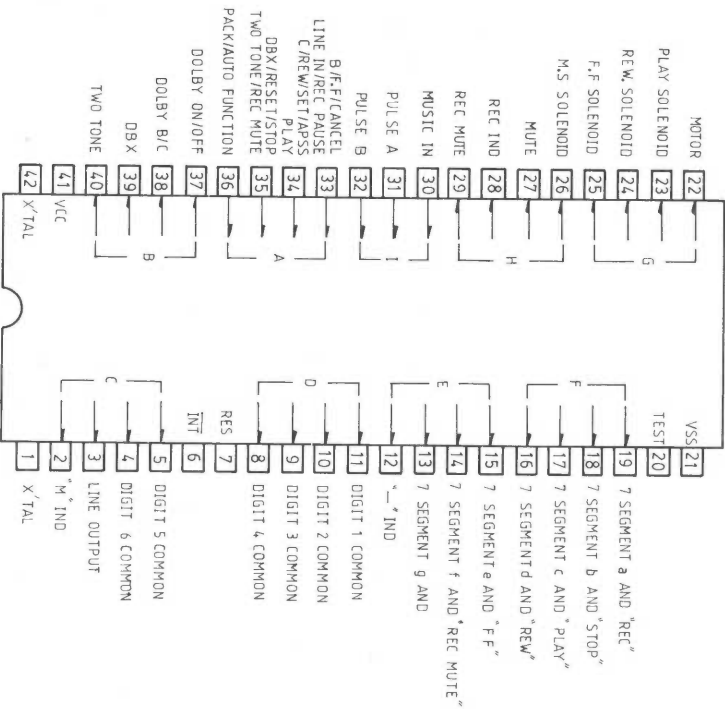 MOTOR 22 21 VSS
PLAY SOLENOID 23 20 TEST
REW. SOLENOID 24 19 7 SEGMENT a AND "REC"
F.F SOLENOID 25 18 7 SEGMENT b AND "STOP"
M.S SOLENOID 26 17 7 SEGMENT c AND "PLAY"
MUTE 27 16 7 SEGMENT d AND "REW"
REC IND 28 15 7 SEGMENT e AND "FF"
REC MUTE 29 14 7 SEGMENT f AND "REC MUTE"
MUSIC IN 30 13 7 SEGMENT g AND
PULSE A 31 12 "—" IND
PULSE B 32 11 DIGIT 1 COMMON
B/F.F/CANCEL
LINE IN/REC PAUSE 33 10 DIGIT 2 COMMON
C/REW/SET/APSS
PLAY 34 9 DIGIT 3 COMMON
DBX/RESET/STOP
TWO TONE/REC MUTE 35 8 DIGIT 4 COMMON
PACK/AUTO FUNCTION 36 7 RES
DOLBY ON/OFF 37 6 INT
DOLBY B/C 38 5 DIGIT 5 COMMON
DBX 39 4 DIGIT 6 COMMON
TWO TONE 40 3 LINE OUTPUT
VCC 41 2 "M" IND
X'TAL 42 1 X'TAL
G
H
I
A
B
F
E
D
C